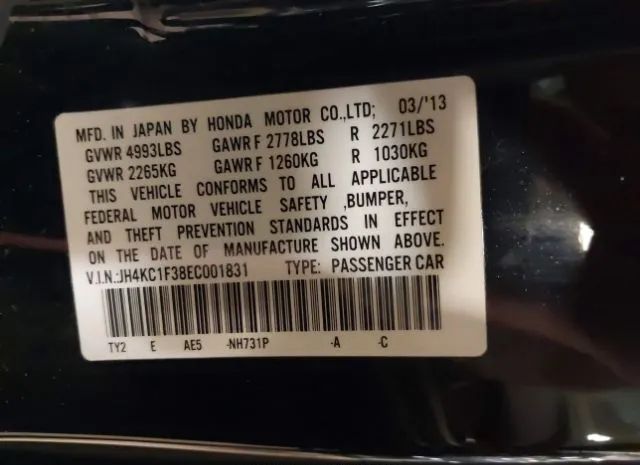 MFD. IN JAPAN BY HONDA MOTOR CO.,LTD; 03/'13
GVWR 4993LBS GAWR F 2778LBS R 2271LBS
GVWR 2265KG GAWR F 1260KG R 1030KG
THIS VEHICLE CONFORMS TO ALL APPLICABLE
FEDERAL MOTOR VEHICLE SAFETY ,BUMPER,
AND THEFT PREVENTION STANDARDS IN EFFECT
ON THE DATE OF MANUFACTURE SHOWN ABOVE.
V.I.N.:JH4KC1F38EC001831 TYPE: PASSENGER CAR
TY2 E AE5 -NH731P -A -C